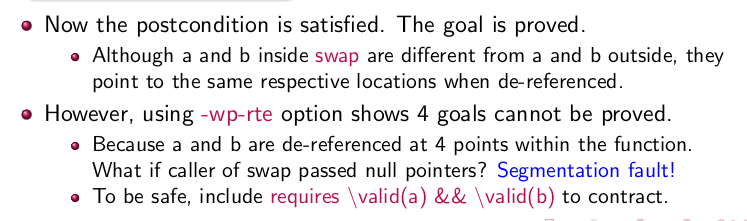 Now the postcondition is satisfied. The goal is proved.
Although a and b inside swap are different from a and b outside, they
point to the same respective locations when de-referenced.
However, using -wp-rte option shows 4 goals cannot be proved.
Because a and b are de-referenced at 4 points within the function.
What if caller of swap passed null pointers? Segmentation fault!
To be safe, include requires \valid(a) && \valid(b) to contract.